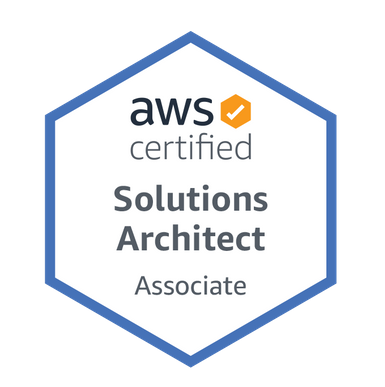 aws
certified
Solutions
Architect
Associate